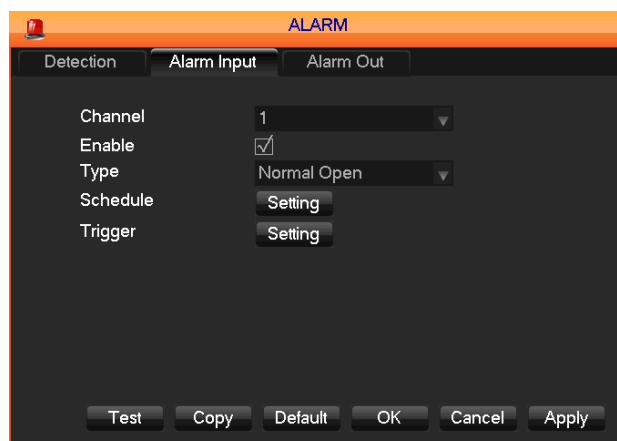 ALARM
Detection Alarm Input Alarm Out
Channel 1
Enable
Type Normal Open
Schedule Setting
Trigger Setting
Test Copy Default OK Cancel Apply